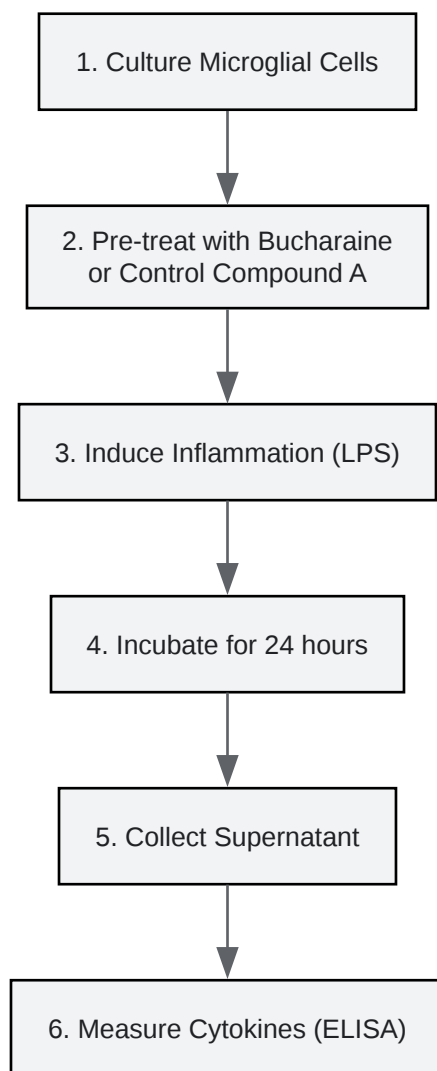 1. Culture Microglial Cells
2. Pre-treat with Bucharaine
or Control Compound A
3. Induce Inflammation (LPS)
4. Incubate for 24 hours
5. Collect Supernatant
6. Measure Cytokines (ELISA)